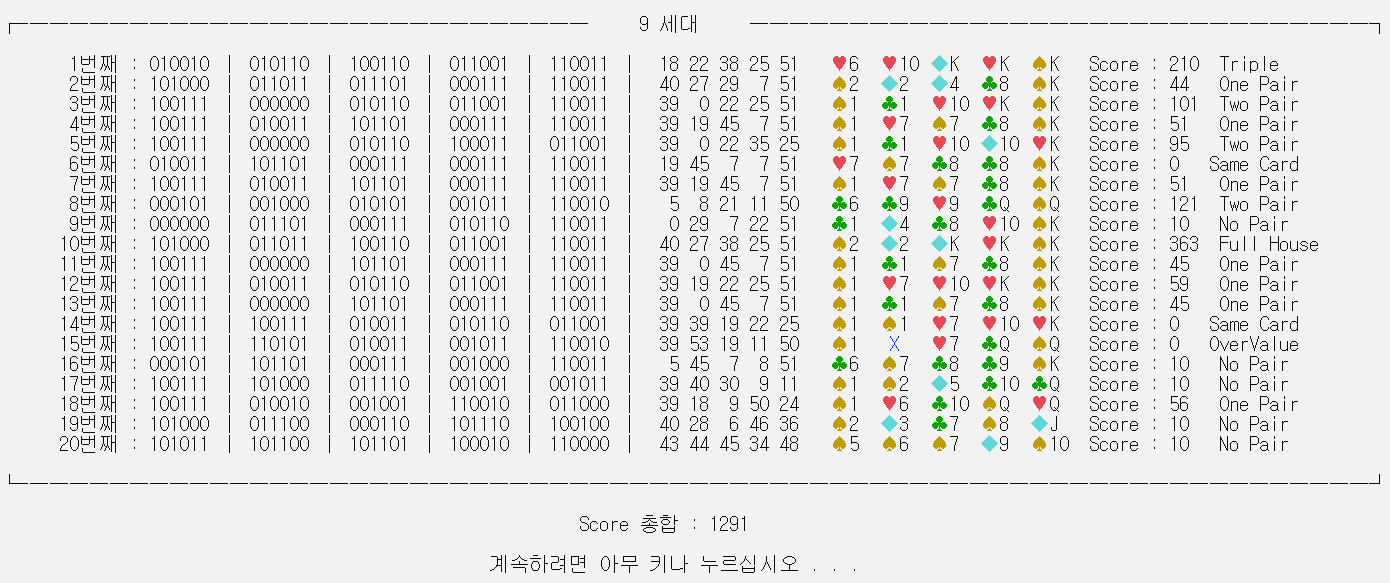 9 세대
1번째 : 010010 | 010110 | 100110 | 011001 | 110011 | 18 22 38 25 51 ♥6 ♥10 ◆K ♥K ♠K Score : 210 Triple
2번째 : 101000 | 011011 | 011101 | 000111 | 110011 | 40 27 29 7 51 ♠2 ◆2 ◆4 ♣8 ♠K Score : 44 One Pair
3번째 : 100111 | 000000 | 010110 | 011001 | 110011 | 39 0 22 25 51 ♠1 ♣1 ♥10 ♥K ♠K Score : 101 Two Pair
4번째 : 100111 | 010011 | 101101 | 000111 | 110011 | 39 19 45 7 51 ♠1 ♥7 ♠7 ♣8 ♠K Score : 51 One Pair
5번째 : 100111 | 000000 | 010110 | 100011 | 011001 | 39 0 22 35 25 ♠1 ♣1 ♥10 ◆10 ♥K Score : 95 Two Pair
6번째 : 010011 | 101101 | 000111 | 000111 | 110011 | 19 45 7 7 51 ♥7 ♠7 ♣8 ♣8 ♠K Score : 0 Same Card
7번째 : 100111 | 010011 | 101101 | 000111 | 110011 | 39 19 45 7 51 ♠1 ♥7 ♠7 ♣8 ♠K Score : 51 One Pair
8번째 : 000101 | 001000 | 010101 | 001011 | 110010 | 5 8 21 11 50 ♣6 ♣9 ♥9 ♣Q ♠Q Score : 121 Two Pair
9번째 : 000000 | 011101 | 000111 | 010110 | 110011 | 0 29 7 22 51 ♣1 ◆4 ♣8 ♥10 ♠K Score : 10 No Pair
10번째 : 101000 | 011011 | 100110 | 011001 | 110011 | 40 27 38 25 51 ♠2 ◆2 ◆K ♥K ♠K Score : 363 Full House
11번째 : 100111 | 000000 | 101101 | 000111 | 110011 | 39 0 45 7 51 ♠1 ♣1 ♠7 ♣8 ♠K Score : 45 One Pair
12번째 : 100111 | 010011 | 010110 | 011001 | 110011 | 39 19 22 25 51 ♠1 ♥7 ♥10 ♥K ♠K Score : 59 One Pair
13번째 : 100111 | 000000 | 101101 | 000111 | 110011 | 39 0 45 7 51 ♠1 ♣1 ♠7 ♣8 ♠K Score : 45 One Pair
14번째 : 100111 | 100111 | 010011 | 010110 | 011001 | 39 39 19 22 25 ♠1 ♠1 ♥7 ♥10 ♥K Score : 0 Same Card
15번째 : 100111 | 110101 | 010011 | 001011 | 110010 | 39 53 19 11 50 ♠1 X ♥7 ♣Q ♠Q Score : 0 OverValue
16번째 : 000101 | 101101 | 000111 | 001000 | 110011 | 5 45 7 8 51 ♣6 ♠7 ♣8 ♣9 ♠K Score : 10 No Pair
17번째 : 100111 | 101000 | 011110 | 001001 | 001011 | 39 40 30 9 11 ♠1 ♠2 ◆5 ♣10 ♣Q Score : 10 No Pair
18번째 : 100111 | 010010 | 001001 | 110010 | 011000 | 39 18 9 50 24 ♠1 ♥6 ♣10 ♠Q ♥Q Score : 56 One Pair
19번째 : 101000 | 011100 | 000110 | 101110 | 100100 | 40 28 6 46 36 ♠2 ◆3 ♣7 ♠8 ◆J Score : 10 No Pair
20번째 : 101011 | 101100 | 101101 | 100010 | 110000 | 43 44 45 34 48 ♠5 ♠6 ♠7 ◆9 ♠10 Score : 10 No Pair
Score 총합 : 1291
계속하려면 아무 키나 누르십시오 . . .